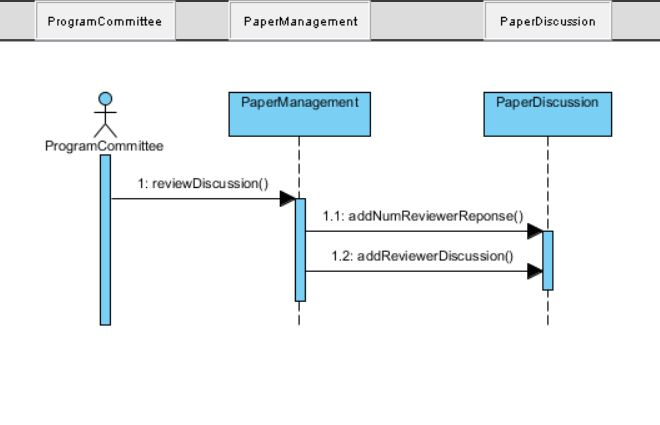 ProgramCommittee
PaperManagement
PaperDiscussion
PaperManagement
PaperDiscussion
ProgramCommittee
1: reviewDiscussion()
1.1: addNumReviewerReponse()
1.2: addReviewerDiscussion()